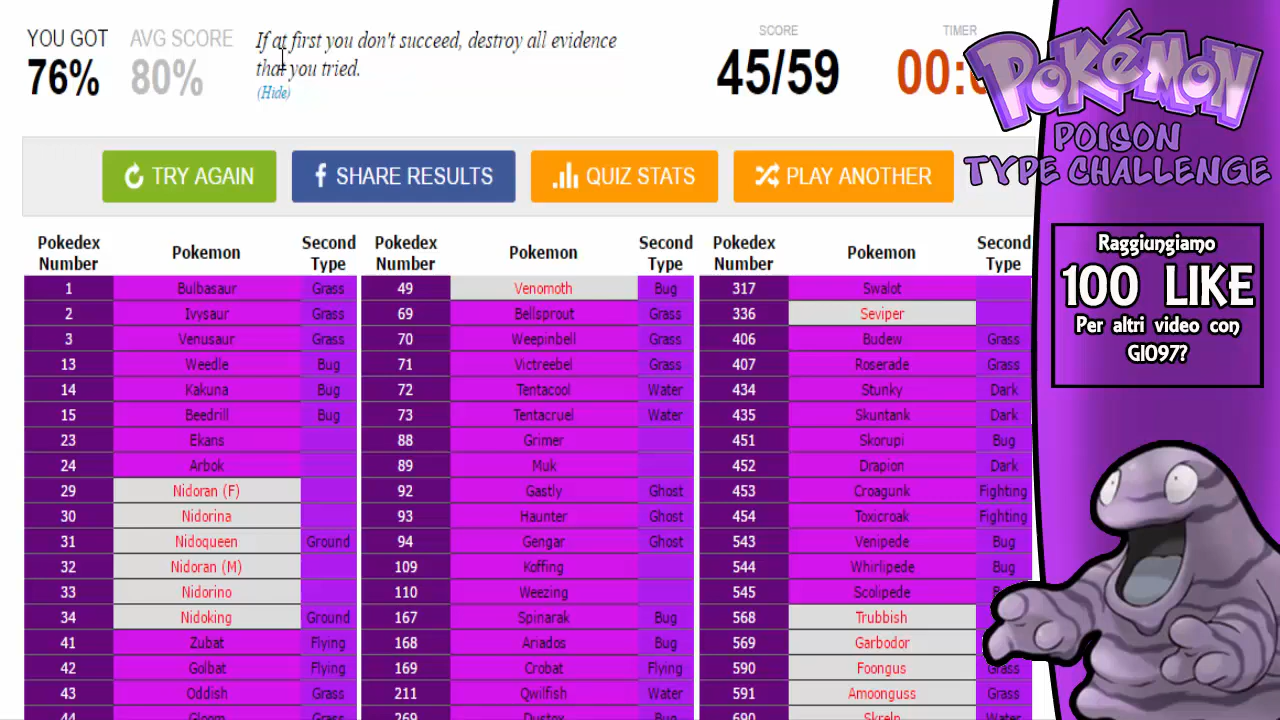 YOU GOT
76%
AVG SCORE
80%
If at first you don't succeed, destroy all evidence
that you tried.
(Hide)
SCORE
45/59
TIMER
00:
POKéMON
POISON
TYPE CHALLENGE
TRY AGAIN
SHARE RESULTS
QUIZ STATS
PLAY ANOTHER
Raggiungiamo
100 LIKE
Per altri video con
GIO97?
Pokedex Number Pokemon Second Type
1 Bulbasaur Grass
2 Ivysaur Grass
3 Venusaur Grass
13 Weedle Bug
14 Kakuna Bug
15 Beedrill Bug
23 Ekans
24 Arbok
29 Nidoran (F)
30 Nidorina
31 Nidoqueen Ground
32 Nidoran (M)
33 Nidorino
34 Nidoking Ground
41 Zubat Flying
42 Golbat Flying
43 Oddish Grass
44 Gloom Grass
Pokedex Number Pokemon Second Type
49 Venomoth Bug
69 Bellsprout Grass
70 Weepinbell Grass
71 Victreebel Grass
72 Tentacool Water
73 Tentacruel Water
88 Grimer
89 Muk
92 Gastly Ghost
93 Haunter Ghost
94 Gengar Ghost
109 Koffing
110 Weezing
167 Spinarak Bug
168 Ariados Bug
169 Crobat Flying
211 Qwilfish Water
269 Dustox Bug
Pokedex Number Pokemon Second Type
317 Swalot
336 Seviper
406 Budew Grass
407 Roserade Grass
434 Stunky Dark
435 Skuntank Dark
451 Skorupi Bug
452 Drapion Dark
453 Croagunk Fighting
454 Toxicroak Fighting
543 Venipede Bug
544 Whirlipede Bug
545 Scolipede
568 Trubbish
569 Garbodor
590 Foongus Grass
591 Amoonguss Grass
690 Skrelp Water